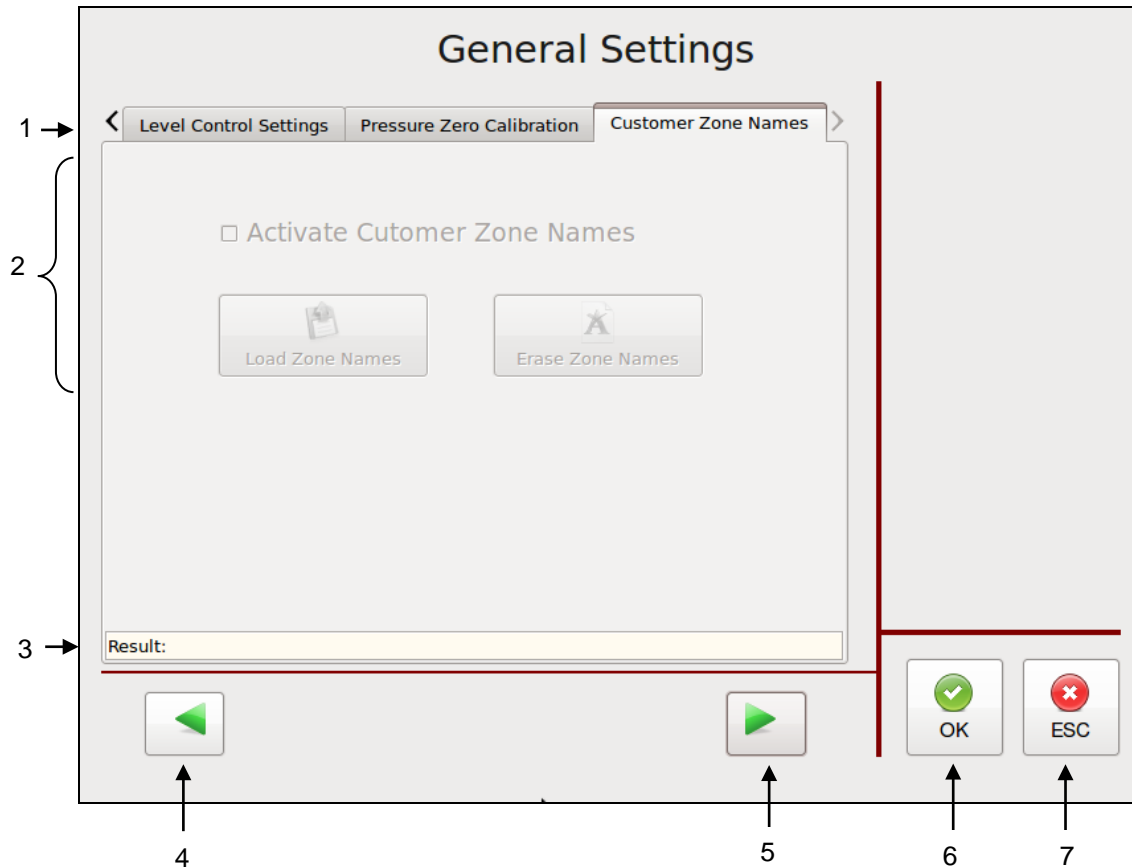 General Settings
1
Level Control Settings
Pressure Zero Calibration
Customer Zone Names
2
Activate Cutomer Zone Names
Load Zone Names
Erase Zone Names
3
Result:
OK
ESC
4
5
6
7